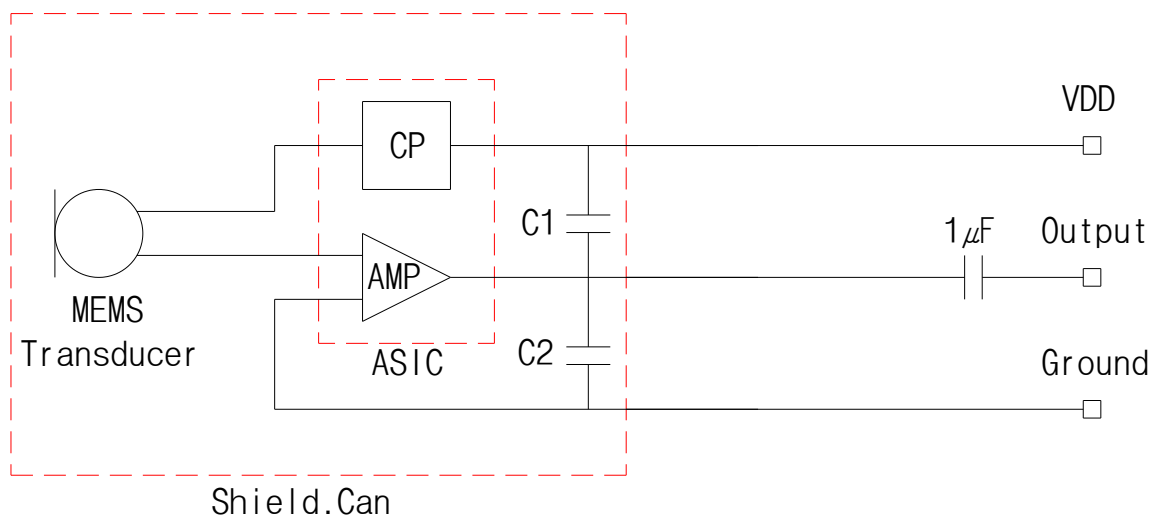 VDD
CP
C1
1μF
Output
AMP
MEMS
Transducer
ASIC
C2
Ground
Shield.Can